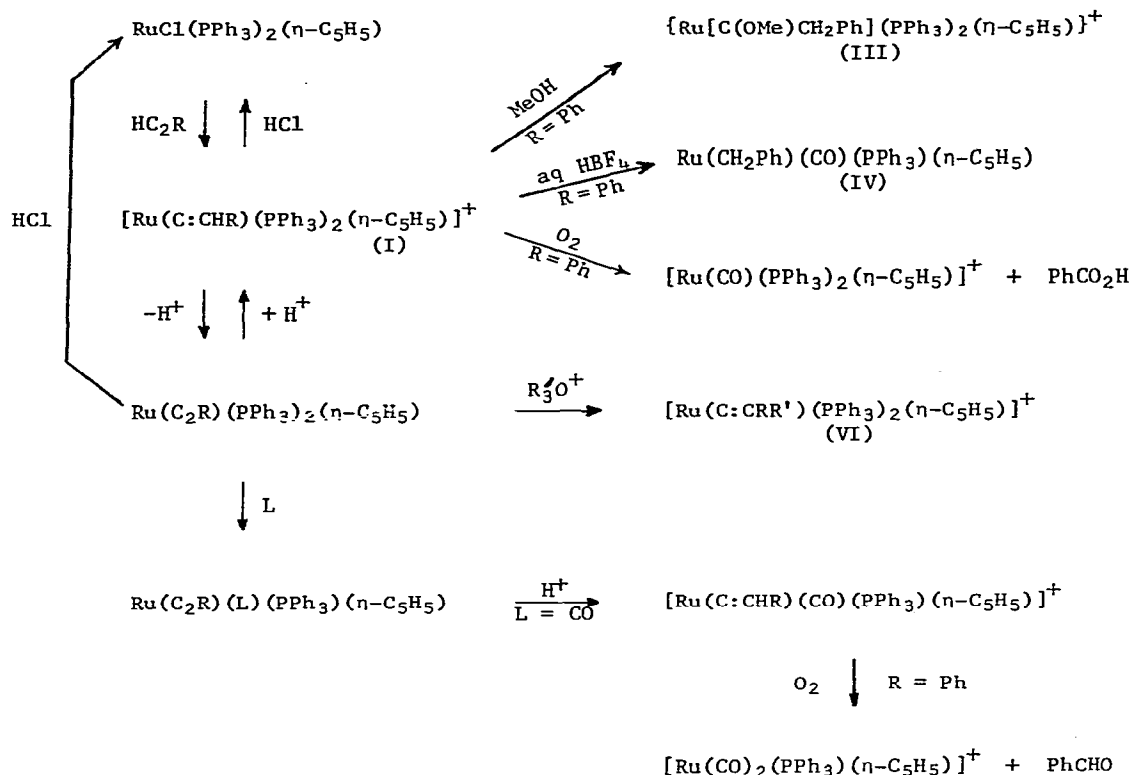 RuCl(PPh3)2(η-C5H5)
{Ru[C(OMe)CH2Ph](PPh3)2(η-C5H5)}+
(III)
HC2R
HCl
MeOH
R = Ph
aq HBF4
R = Ph
Ru(CH2Ph)(CO)(PPh3)(η-C5H5)
(IV)
HCl
[Ru(C:CHR)(PPh3)2(η-C5H5)]+
(I)
O2
R = Ph
[Ru(CO)(PPh3)2(η-C5H5)]+ + PhCO2H
-H+
+ H+
Ru(C2R)(PPh3)2(η-C5H5)
R3'O+
[Ru(C:CRR')(PPh3)2(η-C5H5)]+
(VI)
L
Ru(C2R)(L)(PPh3)(η-C5H5)
H+
L = CO
[Ru(C:CHR)(CO)(PPh3)(η-C5H5)]+
O2
R = Ph
[Ru(CO)2(PPh3)(η-C5H5)]+ + PhCHO